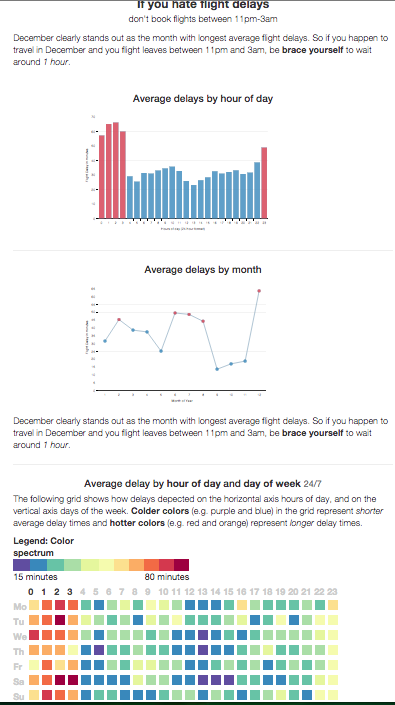 If you hate flight delays
don't book flights between 11pm-3am
December clearly stands out as the month with longest average flight delays. So if you happen to
travel in December and you flight leaves between 11pm and 3am, be brace yourself to wait
around 1 hour.
Average delays by hour of day
Hours of day (24 hour format)
Average delays by month
Month of Year
December clearly stands out as the month with longest average flight delays. So if you happen to
travel in December and you flight leaves between 11pm and 3am, be brace yourself to wait
around 1 hour.
Average delay by hour of day and day of week 24/7
The following grid shows how delays depected on the horizontal axis hours of day, and on the
vertical axis days of the week. Colder colors (e.g. purple and blue) in the grid represent shorter
average delay times and hotter colors (e.g. red and orange) represent longer delay times.
Legend: Color
spectrum
15 minutes 80 minutes
0 1 2 3 4 5 6 7 8 9 10 11 12 13 14 15 16 17 18 19 20 21 22 23
Mo
Tu
We
Th
Fr
Sa
Su